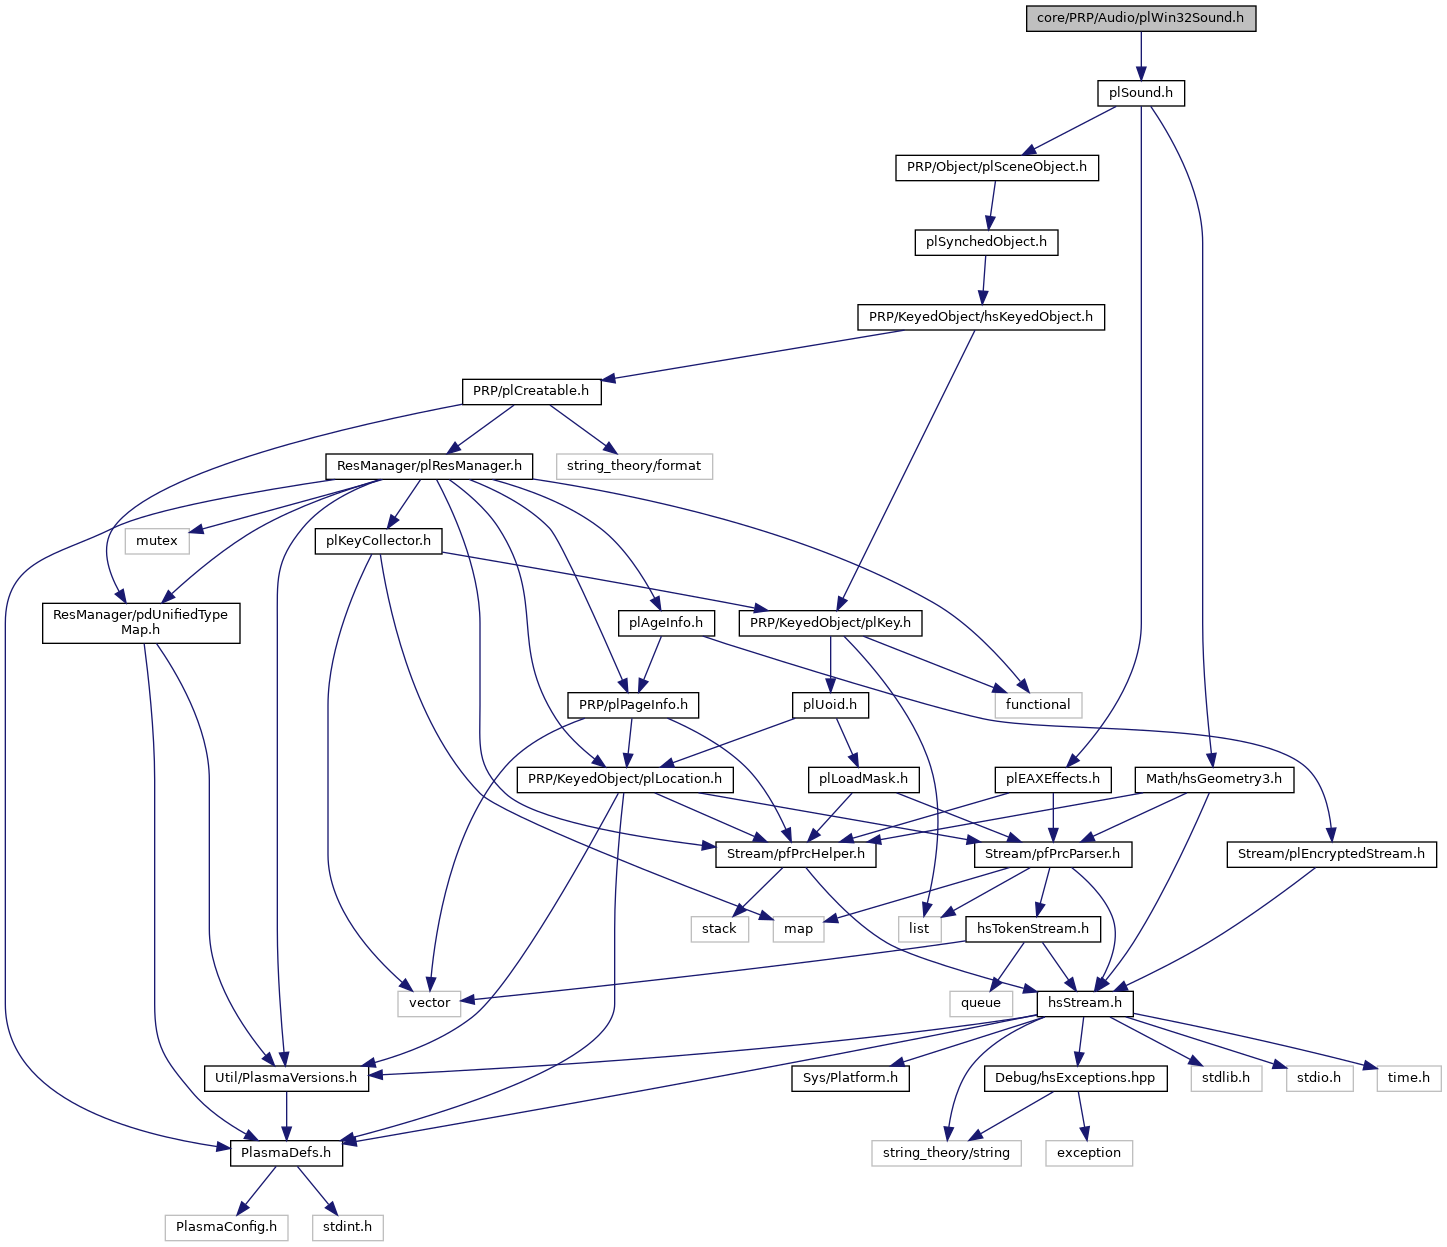 core/PRP/Audio/plWin32Sound.h
plSound.h
PRP/Object/plSceneObject.h
plSynchedObject.h
PRP/KeyedObject/hsKeyedObject.h
PRP/plCreatable.h
ResManager/plResManager.h
string_theory/format
mutex
plKeyCollector.h
ResManager/pdUnifiedType
Map.h
plAgeInfo.h
PRP/KeyedObject/plKey.h
PRP/plPageInfo.h
plUoid.h
functional
PRP/KeyedObject/plLocation.h
plLoadMask.h
plEAXEffects.h
Math/hsGeometry3.h
Stream/pfPrcHelper.h
Stream/pfPrcParser.h
Stream/plEncryptedStream.h
stack
map
list
hsTokenStream.h
vector
queue
hsStream.h
Util/PlasmaVersions.h
Sys/Platform.h
Debug/hsExceptions.hpp
stdlib.h
stdio.h
time.h
PlasmaDefs.h
string_theory/string
exception
PlasmaConfig.h
stdint.h